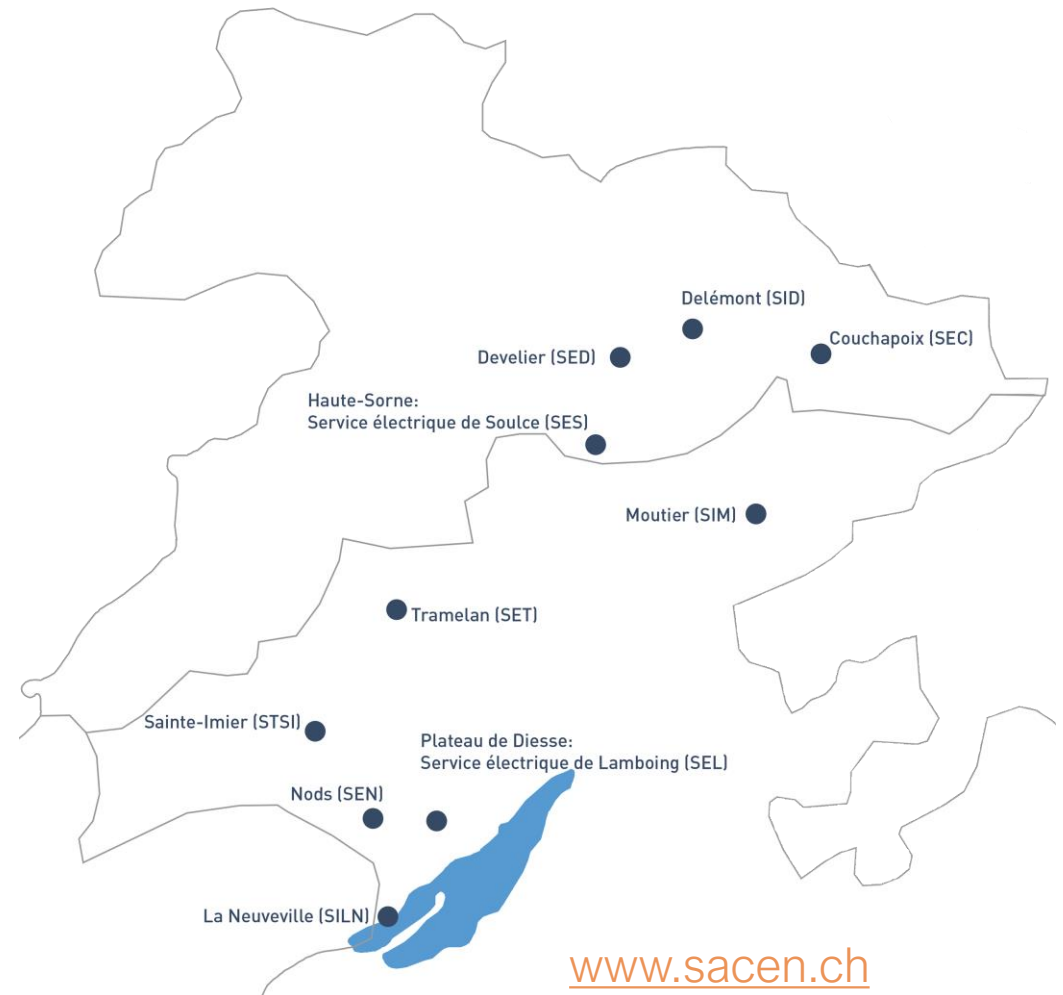 Delémont (SID)
Couchapoix (SEC)
Develier (SED)
Haute-Sorne:
Service électrique de Soulce (SES)
Moutier (SIM)
Tramelan (SET)
Sainte-Imier (STSI)
Plateau de Diesse:
Service électrique de Lamboing (SEL)
Nods (SEN)
La Neuveville (SILN)
www.sacen.ch